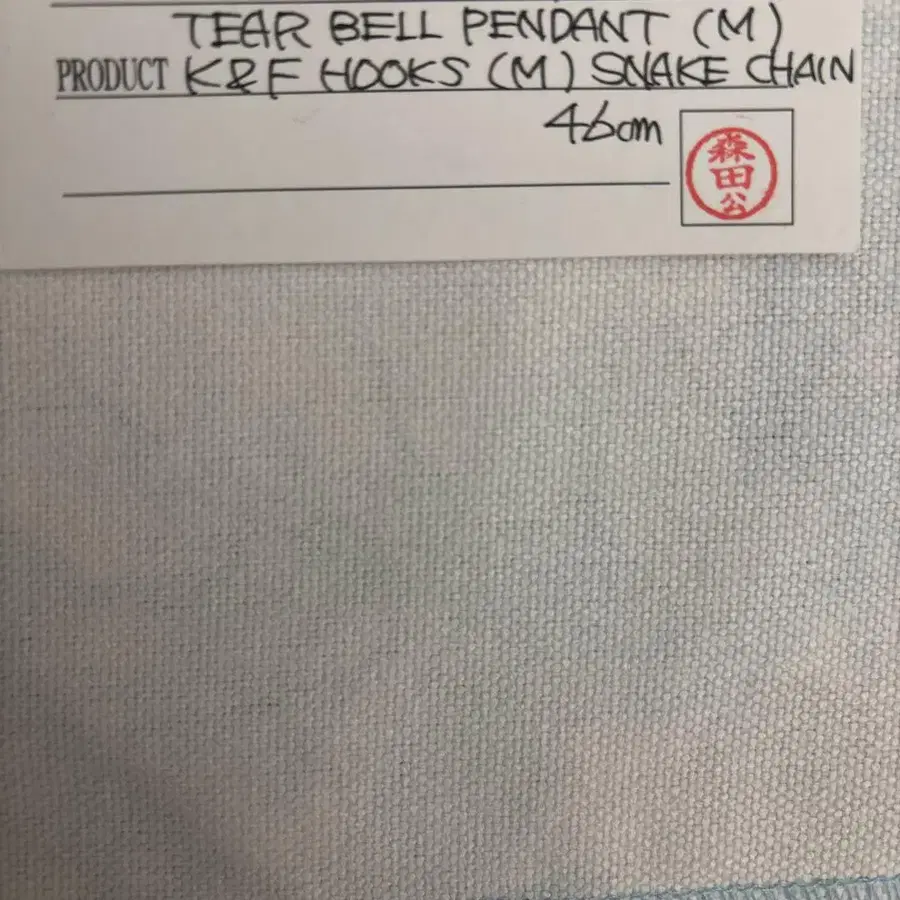 TEAR BELL PENDANT (M)
PRODUCT K&F HOOKS (M) SNAKE CHAIN
46cm
森田公